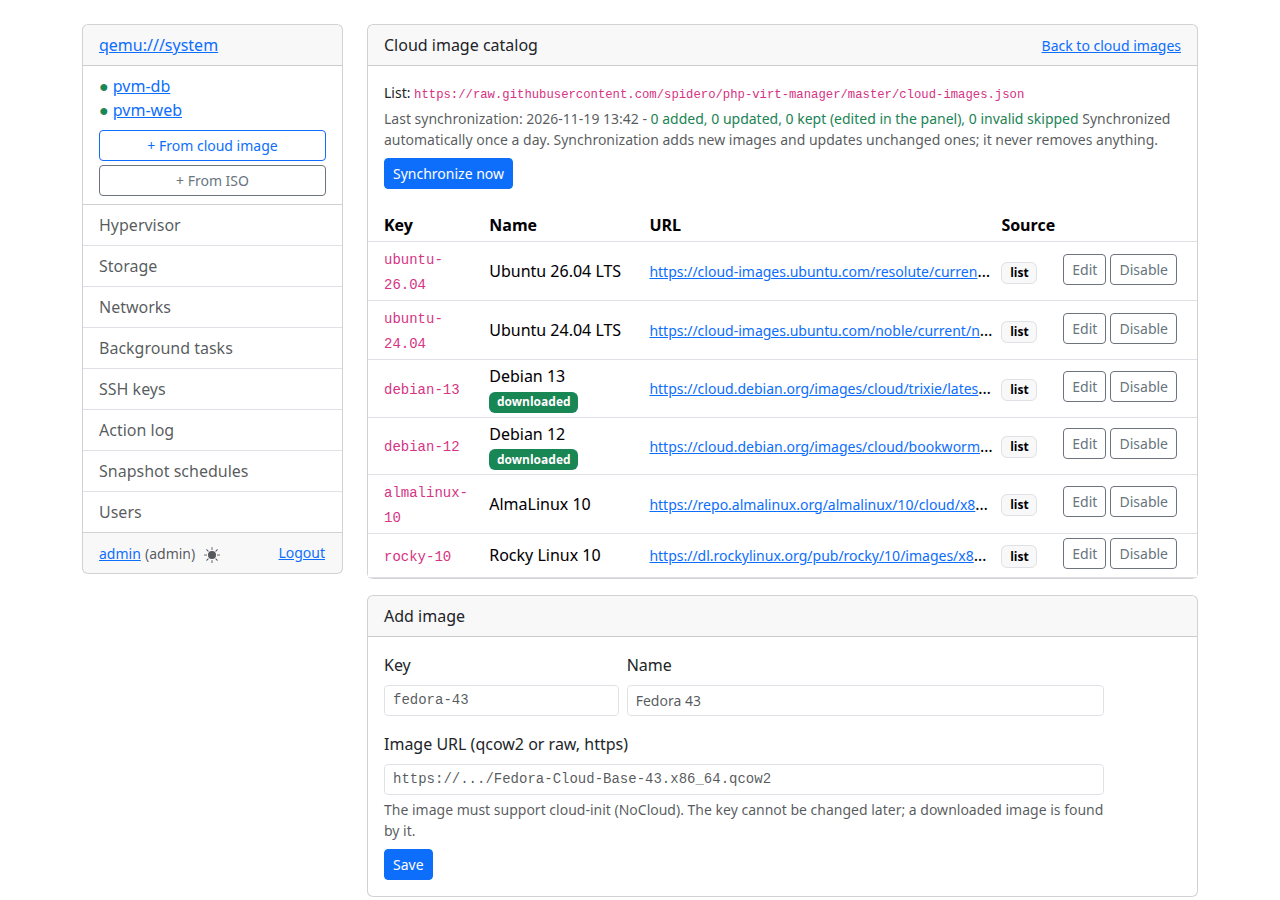 qemu:///system
pvm-db
pvm-web
+ From cloud image
+ From ISO
Hypervisor
Storage
Networks
Background tasks
SSH keys
Action log
Snapshot schedules
Users
admin (admin) Logout
Cloud image catalog Back to cloud images
List: https://raw.githubusercontent.com/spidero/php-virt-manager/master/cloud-images.json
Last synchronization: 2026-11-19 13:42 - 0 added, 0 updated, 0 kept (edited in the panel), 0 invalid skipped Synchronized
automatically once a day. Synchronization adds new images and updates unchanged ones; it never removes anything.
Synchronize now
Key Name URL Source
ubuntu-
26.04 Ubuntu 26.04 LTS https://cloud-images.ubuntu.com/resolute/curren... list Edit Disable
ubuntu-
24.04 Ubuntu 24.04 LTS https://cloud-images.ubuntu.com/noble/current/n... list Edit Disable
debian-13 Debian 13 https://cloud.debian.org/images/cloud/trixie/lates... list Edit Disable
downloaded
debian-12 Debian 12 https://cloud.debian.org/images/cloud/bookworm... list Edit Disable
downloaded
almalinux-
10 AlmaLinux 10 https://repo.almalinux.org/almalinux/10/cloud/x8... list Edit Disable
rocky-10 Rocky Linux 10 https://dl.rockylinux.org/pub/rocky/10/images/x8... list Edit Disable
Add image
Key Name
fedora-43 Fedora 43
Image URL (qcow2 or raw, https)
https://.../Fedora-Cloud-Base-43.x86_64.qcow2
The image must support cloud-init (NoCloud). The key cannot be changed later; a downloaded image is found
by it.
Save